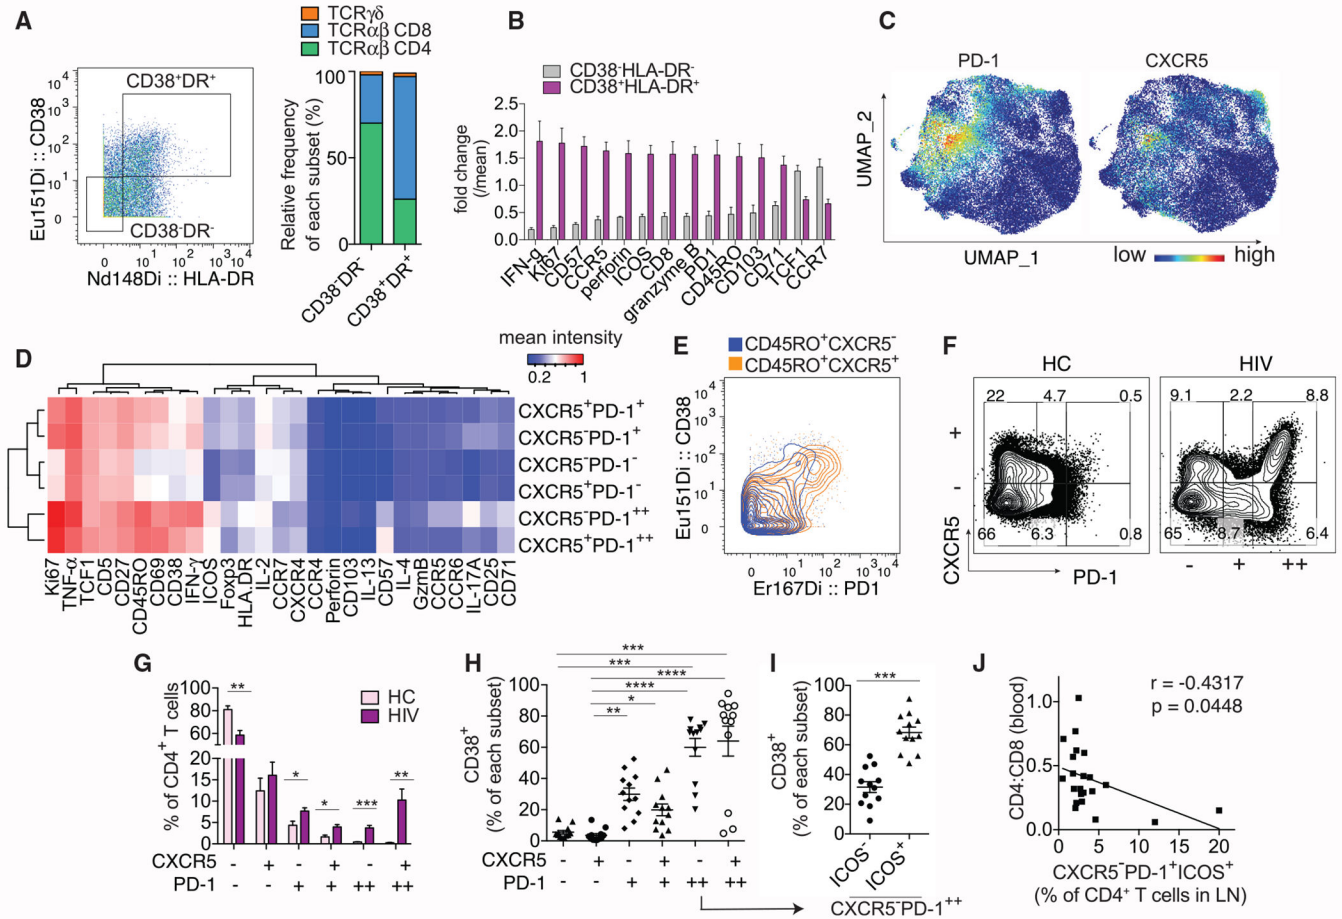 A
TCRγδ
TCRαβ CD8
TCRαβ CD4
CD38⁺DR⁺
CD38⁻DR⁻
10⁴
10³
10²
10¹
0
Eu151Di :: CD38
0 10¹ 10² 10³ 10⁴
Nd148Di :: HLA-DR
Relative frequency
of each subset (%)
100
50
0
CD38⁻DR⁻
CD38⁺DR⁺
B
CD38⁻HLA-DR⁻
CD38⁺HLA-DR⁺
fold change
(/mean)
2.5
2.0
1.5
1.0
0.5
0.0
IFN-g
Ki67
CD57
CCR5
perforin
ICOS
CD8
granzyme B
PD1
CD45RO
CD103
CD71
TCF1
CCR7
C
PD-1
CXCR5
UMAP_2
UMAP_1
low
high
D
mean intensity
0.2 1
CXCR5⁺PD-1⁺
CXCR5⁻PD-1⁺
CXCR5⁻PD-1⁻
CXCR5⁺PD-1⁻
CXCR5⁻PD-1⁺⁺
CXCR5⁺PD-1⁺⁺
Ki67
TNF-α
TCF1
CD5
CD27
CD45RO
CD69
CD38
IFN-γ
ICOS
Foxp3
HLA.DR
IL-2
CCR7
CXCR4
CCR4
Perforin
CD103
IL-13
CD57
IL-4
GzmB
CCR5
CCR6
IL-17A
CD25
CD71
E
CD45RO⁺CXCR5⁻
CD45RO⁺CXCR5⁺
Eu151Di :: CD38
10⁴
10³
10²
10¹
0
0 10¹ 10² 10³ 10⁴
Er167Di :: PD1
F
HC
HIV
22 4.7 0.5
66 6.3 0.8
9.1 2.2 8.8
65 8.7 6.4
+
-
CXCR5
PD-1
- + ++
G
HC
HIV
% of CD4⁺ T cells
100
80
60
40
20
15
10
5
0
** * * *** **
CXCR5 - + - + - +
PD-1 - - + + ++ ++
H
***
***
****
****
*
**
CD38⁺
(% of each subset)
100
80
60
40
20
0
CXCR5 - + - + - +
PD-1 - - + + ++ ++
I
***
CD38⁺
(% of each subset)
100
80
60
40
20
0
ICOS⁻
ICOS⁺
CXCR5⁻PD-1⁺⁺
J
r = -0.4317
p = 0.0448
CD4:CD8 (blood)
1.0
0.5
0.0
0 5 10 15 20
CXCR5⁻PD-1⁺ICOS⁺
(% of CD4⁺ T cells in LN)